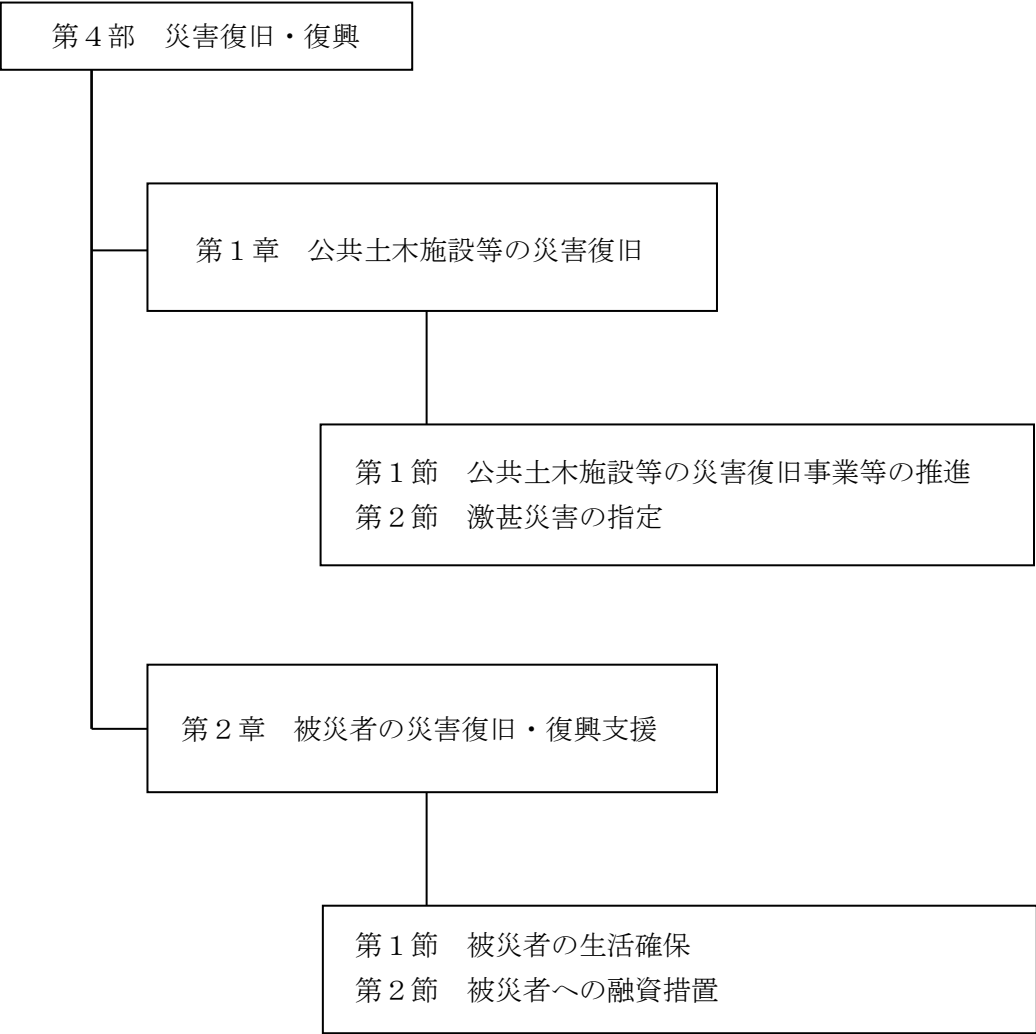 第４部　災害復旧・復興
第１章　公共土木施設等の災害復旧
第１節　公共土木施設等の災害復旧事業等の推進
第２節　激甚災害の指定
第２章　被災者の災害復旧・復興支援
第１節　被災者の生活確保
第２節　被災者への融資措置